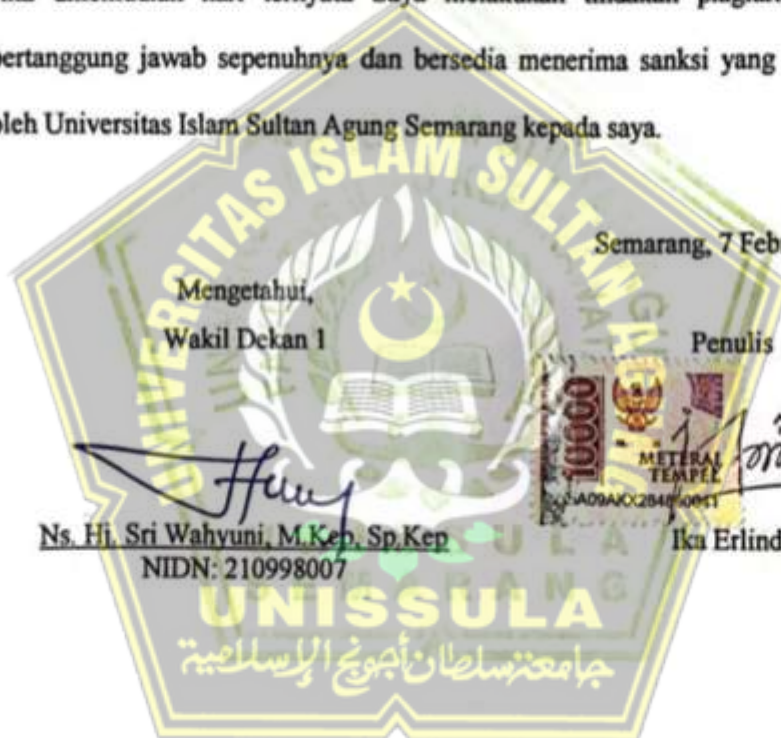 pertanggung jawab sepenuhnya dan bersedia menerima sanksi yang
oleh Universitas Islam Sultan Agung Semarang kepada saya.
Semarang, 7 Feb
Mengetahui,
Wakil Dekan 1
Penulis
10000
METERAI
TEMPEL
Ns. Hj. Sri Wahyuni, M.Kep, Sp.Kep
NIDN: 210998007
Ika Erlind
UNIVERSITAS ISLAM SULTAN AGUNG
UNISSULA
جامعة سلطان أجونج الإسلامية